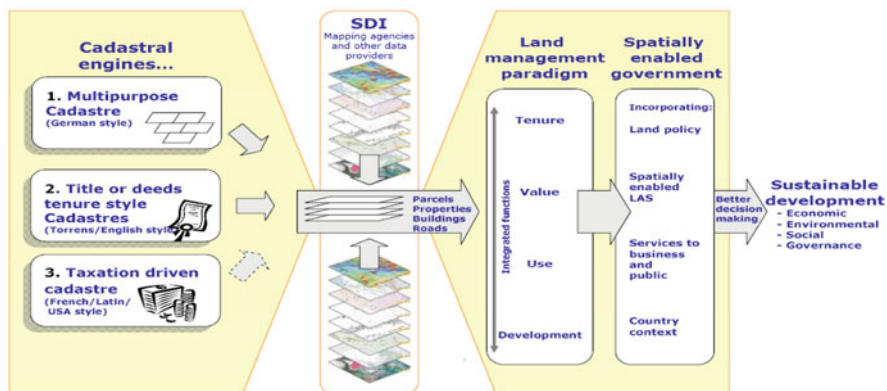 Cadastral
engines...
1. Multipurpose
Cadastre
(German style)
2. Title or deeds
tenure style
Cadastres
(Torrens/English style)
3. Taxation driven
cadastre
(French/Latin/
USA style)
SDI
Mapping agencies
and other data
providers
Parcels
Properties
Buildings
Roads
Land
management
paradigm
Integrated functions
Tenure
Value
Use
Development
Spatially
enabled
government
Incorporating:
Land policy
Spatially
enabled
LAS
Services to
business
and
public
Country
context
Better
decision
making
Sustainable
development
- Economic
- Environmental
- Social
- Governance